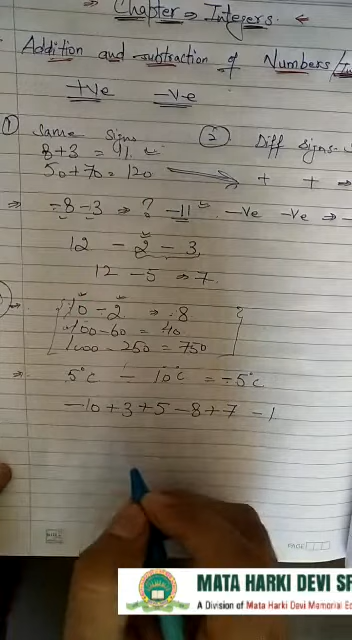 → Chapter → Integers. ←
. Addition and subtraction of Numbers/
+ve -ve
① Same Signs ② Diff signs.
8+3 = 11
50+70 = 120 + + →
⇒ -8-3 → ? -11 -ve -ve → -
12 - 2 - 3
12 - 5 → 7
10 - 2 → 8
100-60 = 40
1000-250 = 750
⇒ 5°C - 10°C = -5°C
-10+3+5-8+7-1
PAGE
MATA HARKI DEVI
A Division of Mata Harki Devi Memorial